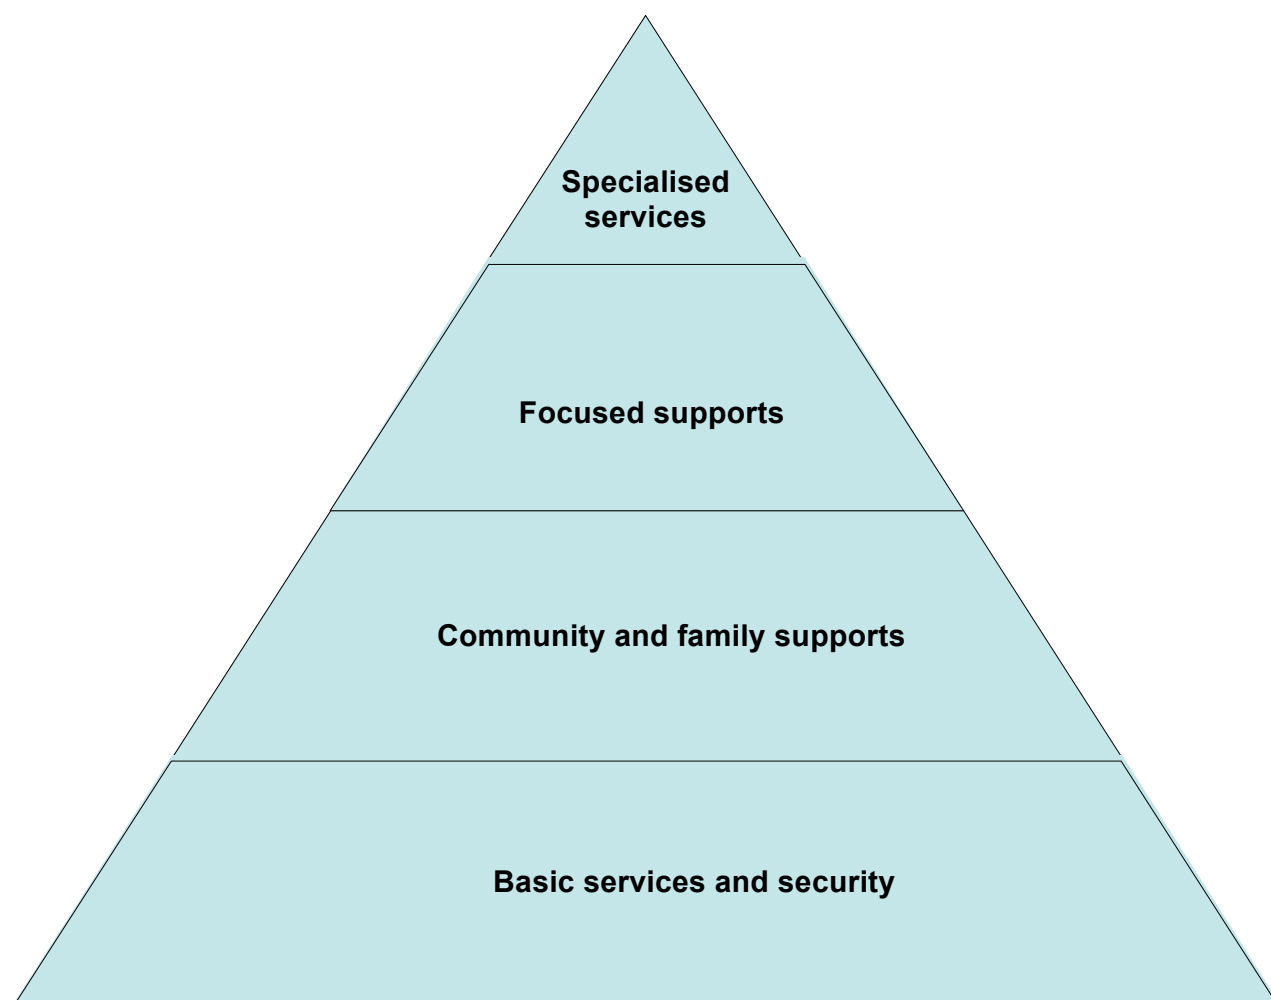 Specialised
services
Focused supports
Community and family supports
Basic services and security